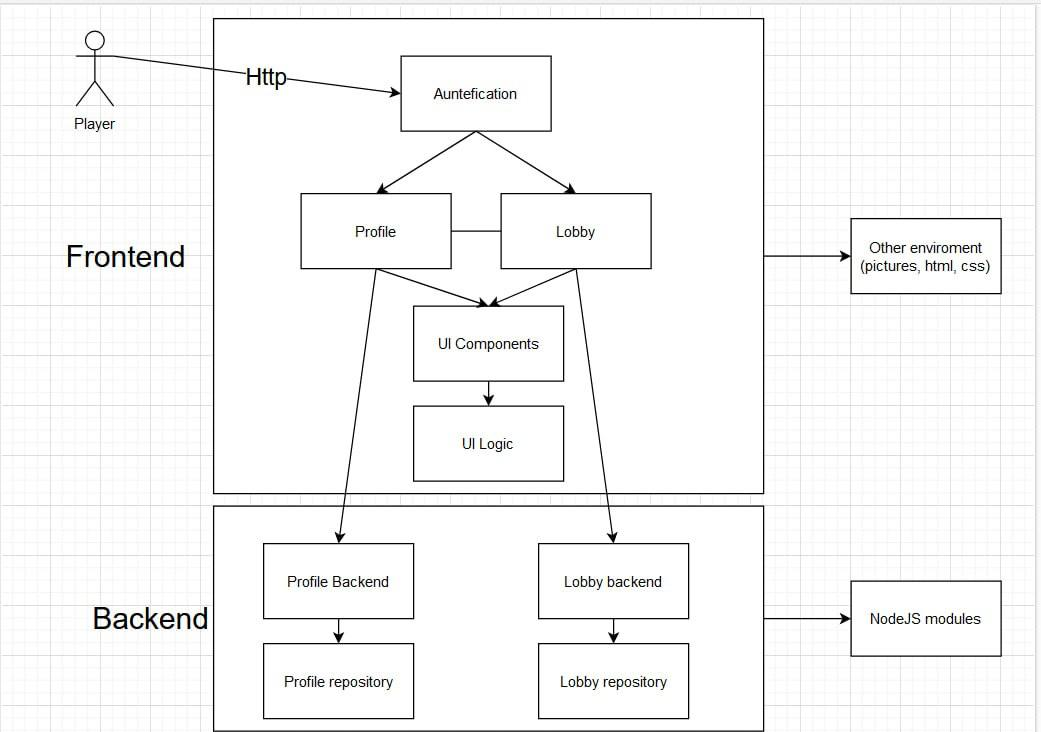 Http
Auntefication
Player
Profile
Lobby
Frontend
Other enviroment
(pictures, html, css)
UI Components
UI Logic
Profile Backend
Lobby backend
Backend
NodeJS modules
Profile repository
Lobby repository